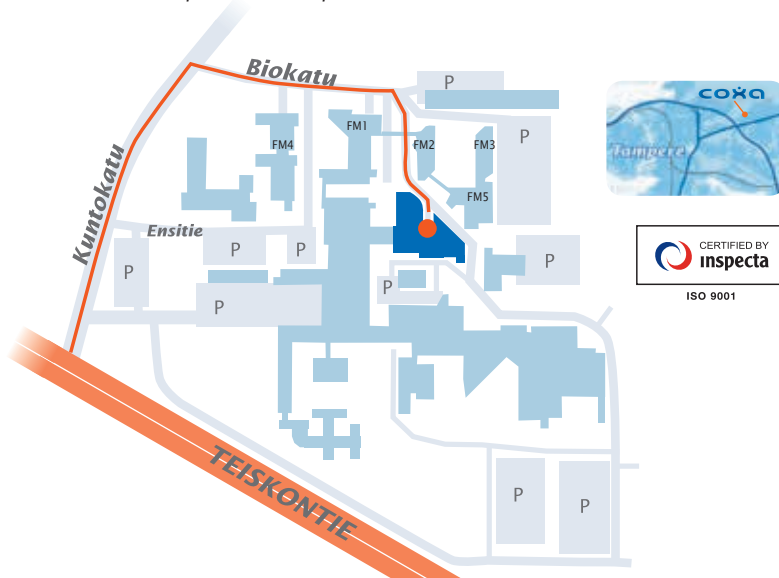 Biokatu
P
coxa
FM1
FM2
FM3
FM4
P
Tampere
Kuntokatu
FM5
Ensitie
P
P
P
P
P
P
CERTIFIED BY
inspecta
ISO 9001
TEISKONTIE
P
P